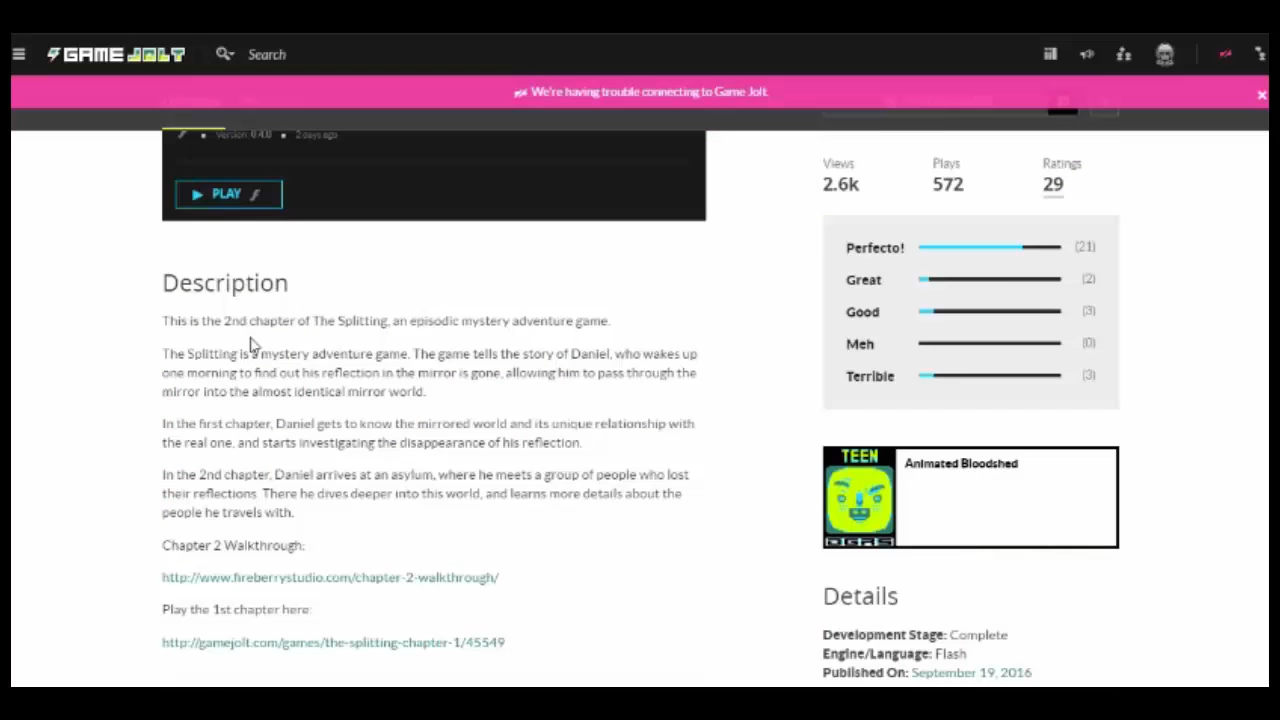 GAME JOLT
Search
We're having trouble connecting to Game Jolt.
Version: 0.4.0 • 2 days ago
PLAY
Views
Plays
Ratings
2.6k
572
29
Perfecto!
(21)
Great
(2)
Good
(3)
Meh
(0)
Terrible
(3)
Description
This is the 2nd chapter of The Splitting, an episodic mystery adventure game.
The Splitting is a mystery adventure game. The game tells the story of Daniel, who wakes up
one morning to find out his reflection in the mirror is gone, allowing him to pass through the
mirror into the almost identical mirror world.
In the first chapter, Daniel gets to know the mirrored world and its unique relationship with
the real one, and starts investigating the disappearance of his reflection.
In the 2nd chapter, Daniel arrives at an asylum, where he meets a group of people who lost
their reflections. There he dives deeper into this world, and learns more details about the
people he travels with.
Chapter 2 Walkthrough:
http://www.fireberrystudio.com/chapter-2-walkthrough/
Play the 1st chapter here:
http://gamejolt.com/games/the-splitting-chapter-1/45549
TEEN
Animated Bloodshed
Details
Development Stage: Complete
Engine/Language: Flash
Published On: September 19, 2016